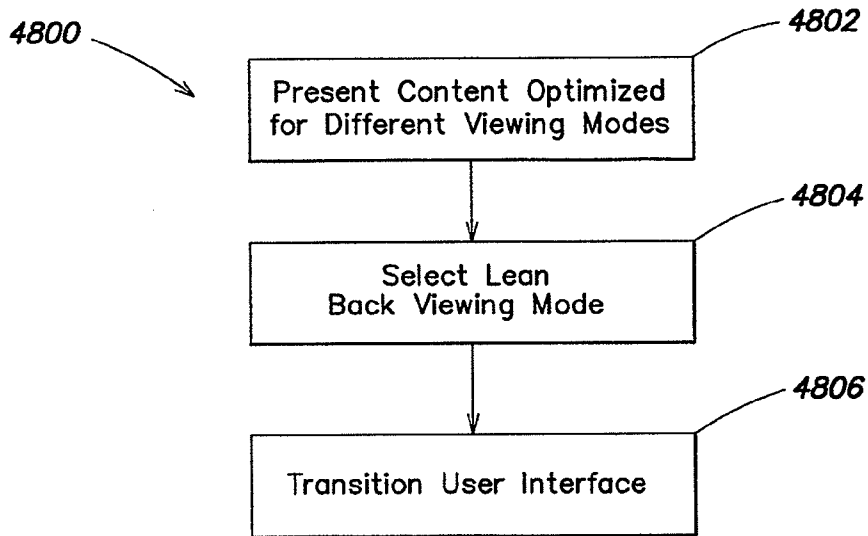 4800
4802
Present Content Optimized
for Different Viewing Modes
4804
Select Lean
Back Viewing Mode
4806
Transition User Interface